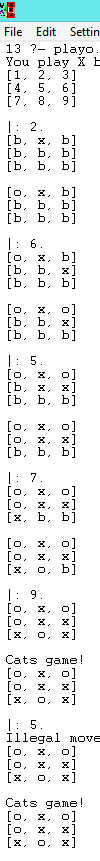 File Edit Settin
13 ?- playo.
You play X b
[1, 2, 3]
[4, 5, 6]
[7, 8, 9]
|: 2.
[b, x, b]
[b, b, b]
[b, b, b]
[o, x, b]
[b, b, b]
[b, b, b]
|: 6.
[o, x, b]
[b, b, x]
[b, b, b]
[o, x, o]
[b, b, x]
[b, b, b]
|: 5.
[o, x, o]
[b, x, x]
[b, b, b]
[o, x, o]
[o, x, x]
[b, b, b]
|: 7.
[o, x, o]
[o, x, x]
[x, b, b]
[o, x, o]
[o, x, x]
[x, o, b]
|: 9.
[o, x, o]
[o, x, x]
[x, o, x]
Cats game!
[o, x, o]
[o, x, x]
[x, o, x]
|: 5.
Illegal move
[o, x, o]
[o, x, x]
[x, o, x]
Cats game!
[o, x, o]
[o, x, x]
[x, o, x]